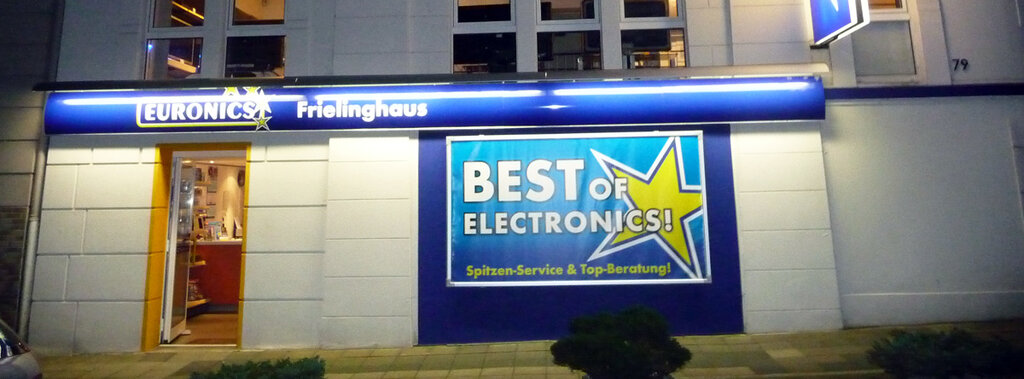 EURONICS Frielinghaus
79
BEST OF
ELECTRONICS!
Spitzen-Service & Top-Beratung!